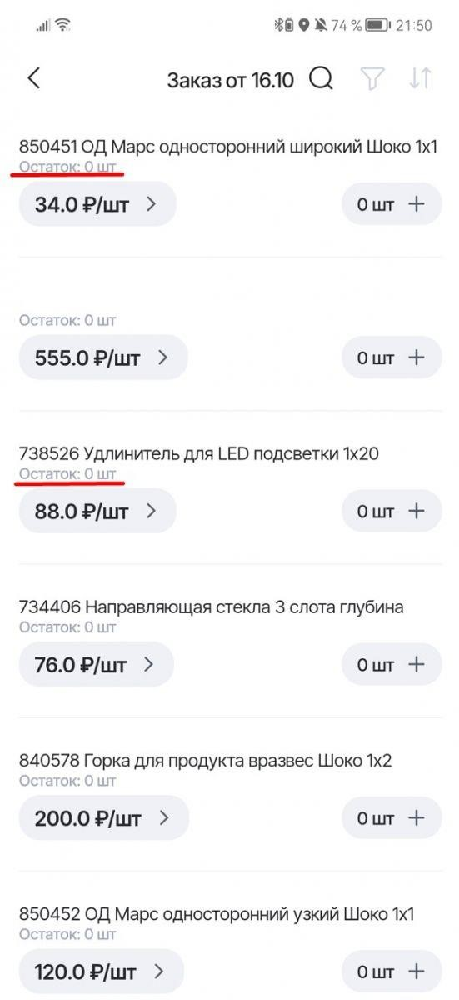 74 % 21:50
Заказ от 16.10
850451 ОД Марс односторонний широкий Шоко 1x1
Остаток: 0 шт
34.0 ₽/шт 0 шт +
Остаток: 0 шт
555.0 ₽/шт 0 шт +
738526 Удлинитель для LED подсветки 1x20
Остаток: 0 шт
88.0 ₽/шт 0 шт +
734406 Направляющая стекла 3 слота глубина
Остаток: 0 шт
76.0 ₽/шт 0 шт +
840578 Горка для продукта вразвес Шоко 1x2
Остаток: 0 шт
200.0 ₽/шт 0 шт +
850452 ОД Марс односторонний узкий Шоко 1x1
Остаток: 0 шт
120.0 ₽/шт 0 шт +